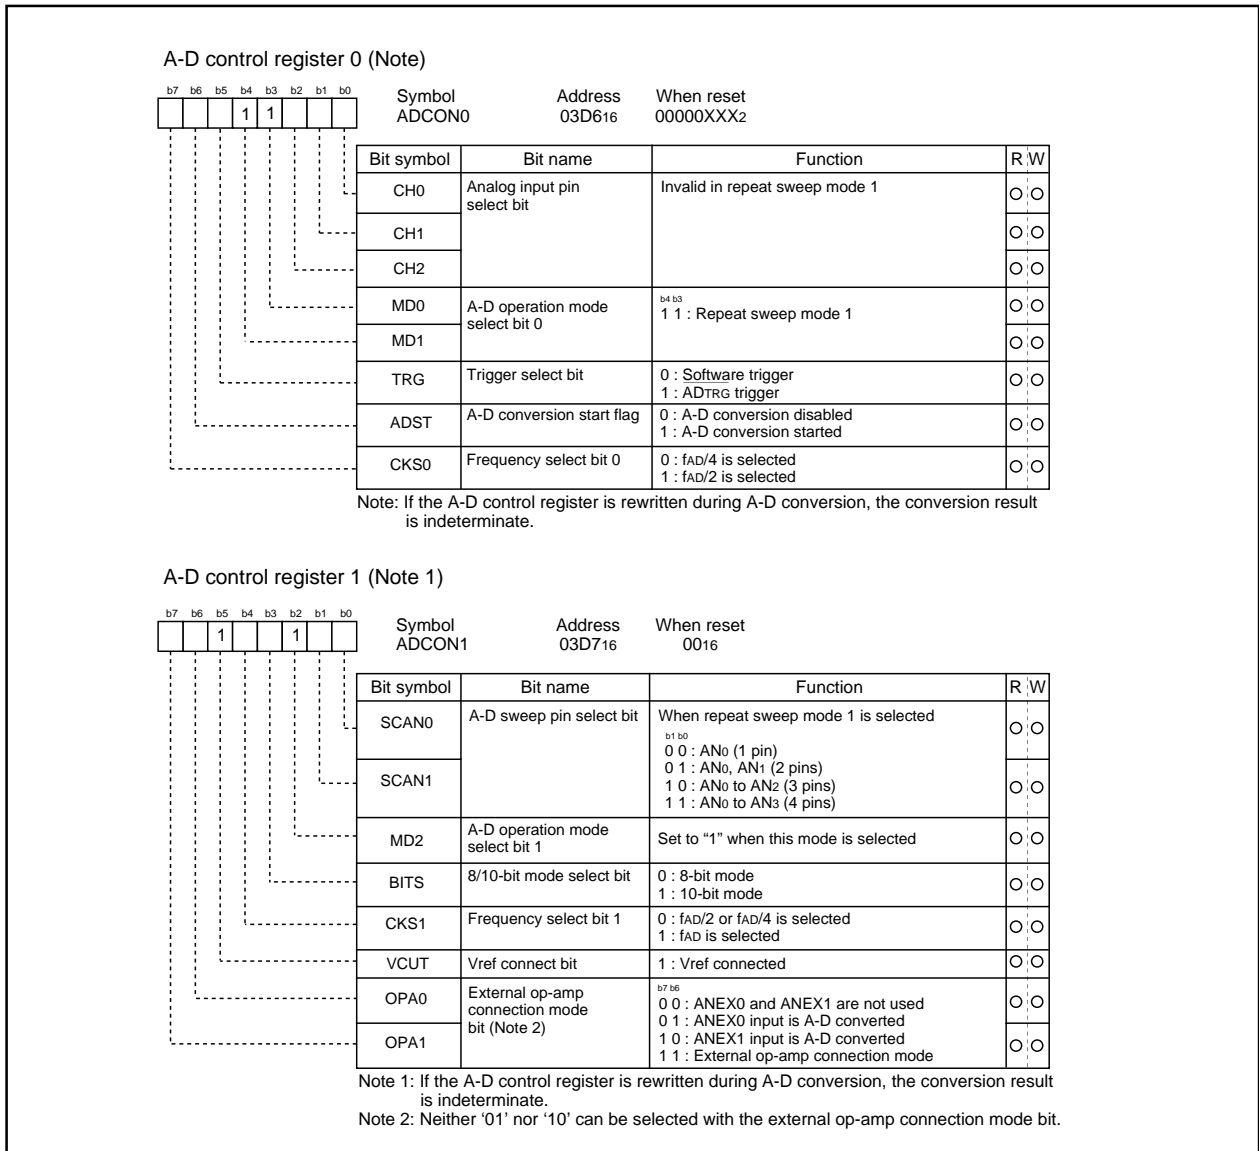 A-D control register 0 (Note)
b7 b6 b5 b4 b3 b2 b1 b0
1 1
Symbol Address When reset
ADCON0 03D616 00000XXX2
Bit symbol Bit name Function R W
CH0 Analog input pin select bit Invalid in repeat sweep mode 1
CH1
CH2
MD0 A-D operation mode select bit 0 b4 b3
1 1 : Repeat sweep mode 1
MD1
TRG Trigger select bit 0 : Software trigger
1 : ADTRG trigger
ADST A-D conversion start flag 0 : A-D conversion disabled
1 : A-D conversion started
CKS0 Frequency select bit 0 0 : fAD/4 is selected
1 : fAD/2 is selected
Note: If the A-D control register is rewritten during A-D conversion, the conversion result
is indeterminate.
A-D control register 1 (Note 1)
b7 b6 b5 b4 b3 b2 b1 b0
1 1
Symbol Address When reset
ADCON1 03D716 0016
Bit symbol Bit name Function R W
SCAN0 A-D sweep pin select bit When repeat sweep mode 1 is selected
b1 b0
0 0 : AN0 (1 pin)
0 1 : AN0, AN1 (2 pins)
SCAN1 1 0 : AN0 to AN2 (3 pins)
1 1 : AN0 to AN3 (4 pins)
MD2 A-D operation mode select bit 1 Set to “1” when this mode is selected
BITS 8/10-bit mode select bit 0 : 8-bit mode
1 : 10-bit mode
CKS1 Frequency select bit 1 0 : fAD/2 or fAD/4 is selected
1 : fAD is selected
VCUT Vref connect bit 1 : Vref connected
OPA0 External op-amp connection mode bit (Note 2) b7 b6
0 0 : ANEX0 and ANEX1 are not used
0 1 : ANEX0 input is A-D converted
OPA1 1 0 : ANEX1 input is A-D converted
1 1 : External op-amp connection mode
Note 1: If the A-D control register is rewritten during A-D conversion, the conversion result
is indeterminate.
Note 2: Neither ‘01’ nor ‘10’ can be selected with the external op-amp connection mode bit.